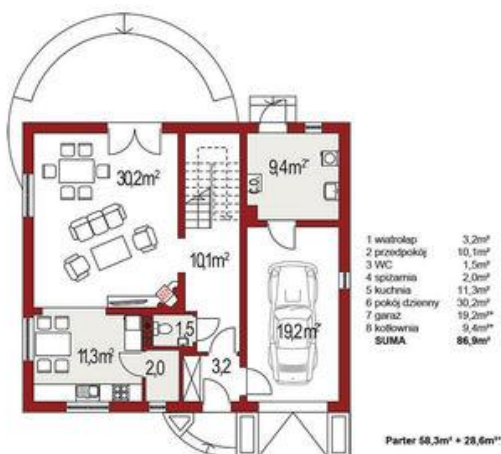 30,2m²
9,4m²*
C.O.
10,1m²
1,5
19,2m²*
11,3m²
2,0
3,2
1 wiatrołap 3,2m²
2 przedpokój 10,1m²
3 WC 1,5m²
4 spiżarnia 2,0m²
5 kuchnia 11,3m²
6 pokój dzienny 30,2m²
7 garaż 19,2m²*
8 kotłownia 9,4m²*
SUMA 86,9m²
Parter 58,3m² + 28,6m²*